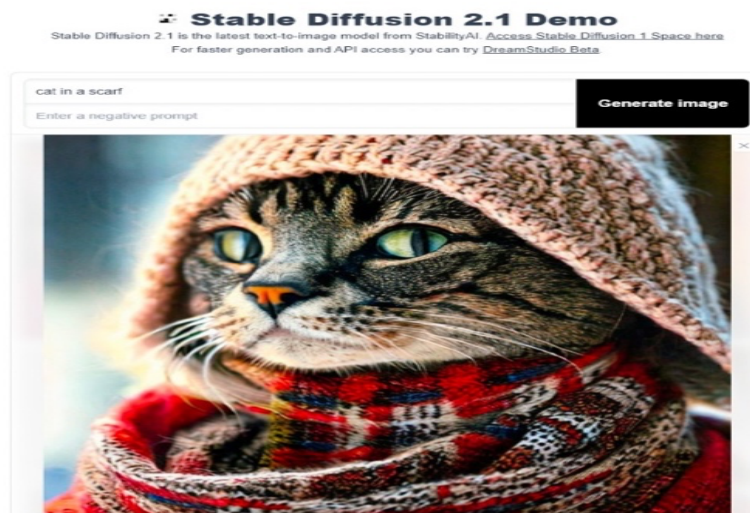 Stable Diffusion 2.1 Demo
Stable Diffusion 2.1 is the latest text-to-image model from StabilityAI. Access Stable Diffusion 1 Space here
For faster generation and API access you can try DreamStudio Beta.
cat in a scarf
Enter a negative prompt
Generate image